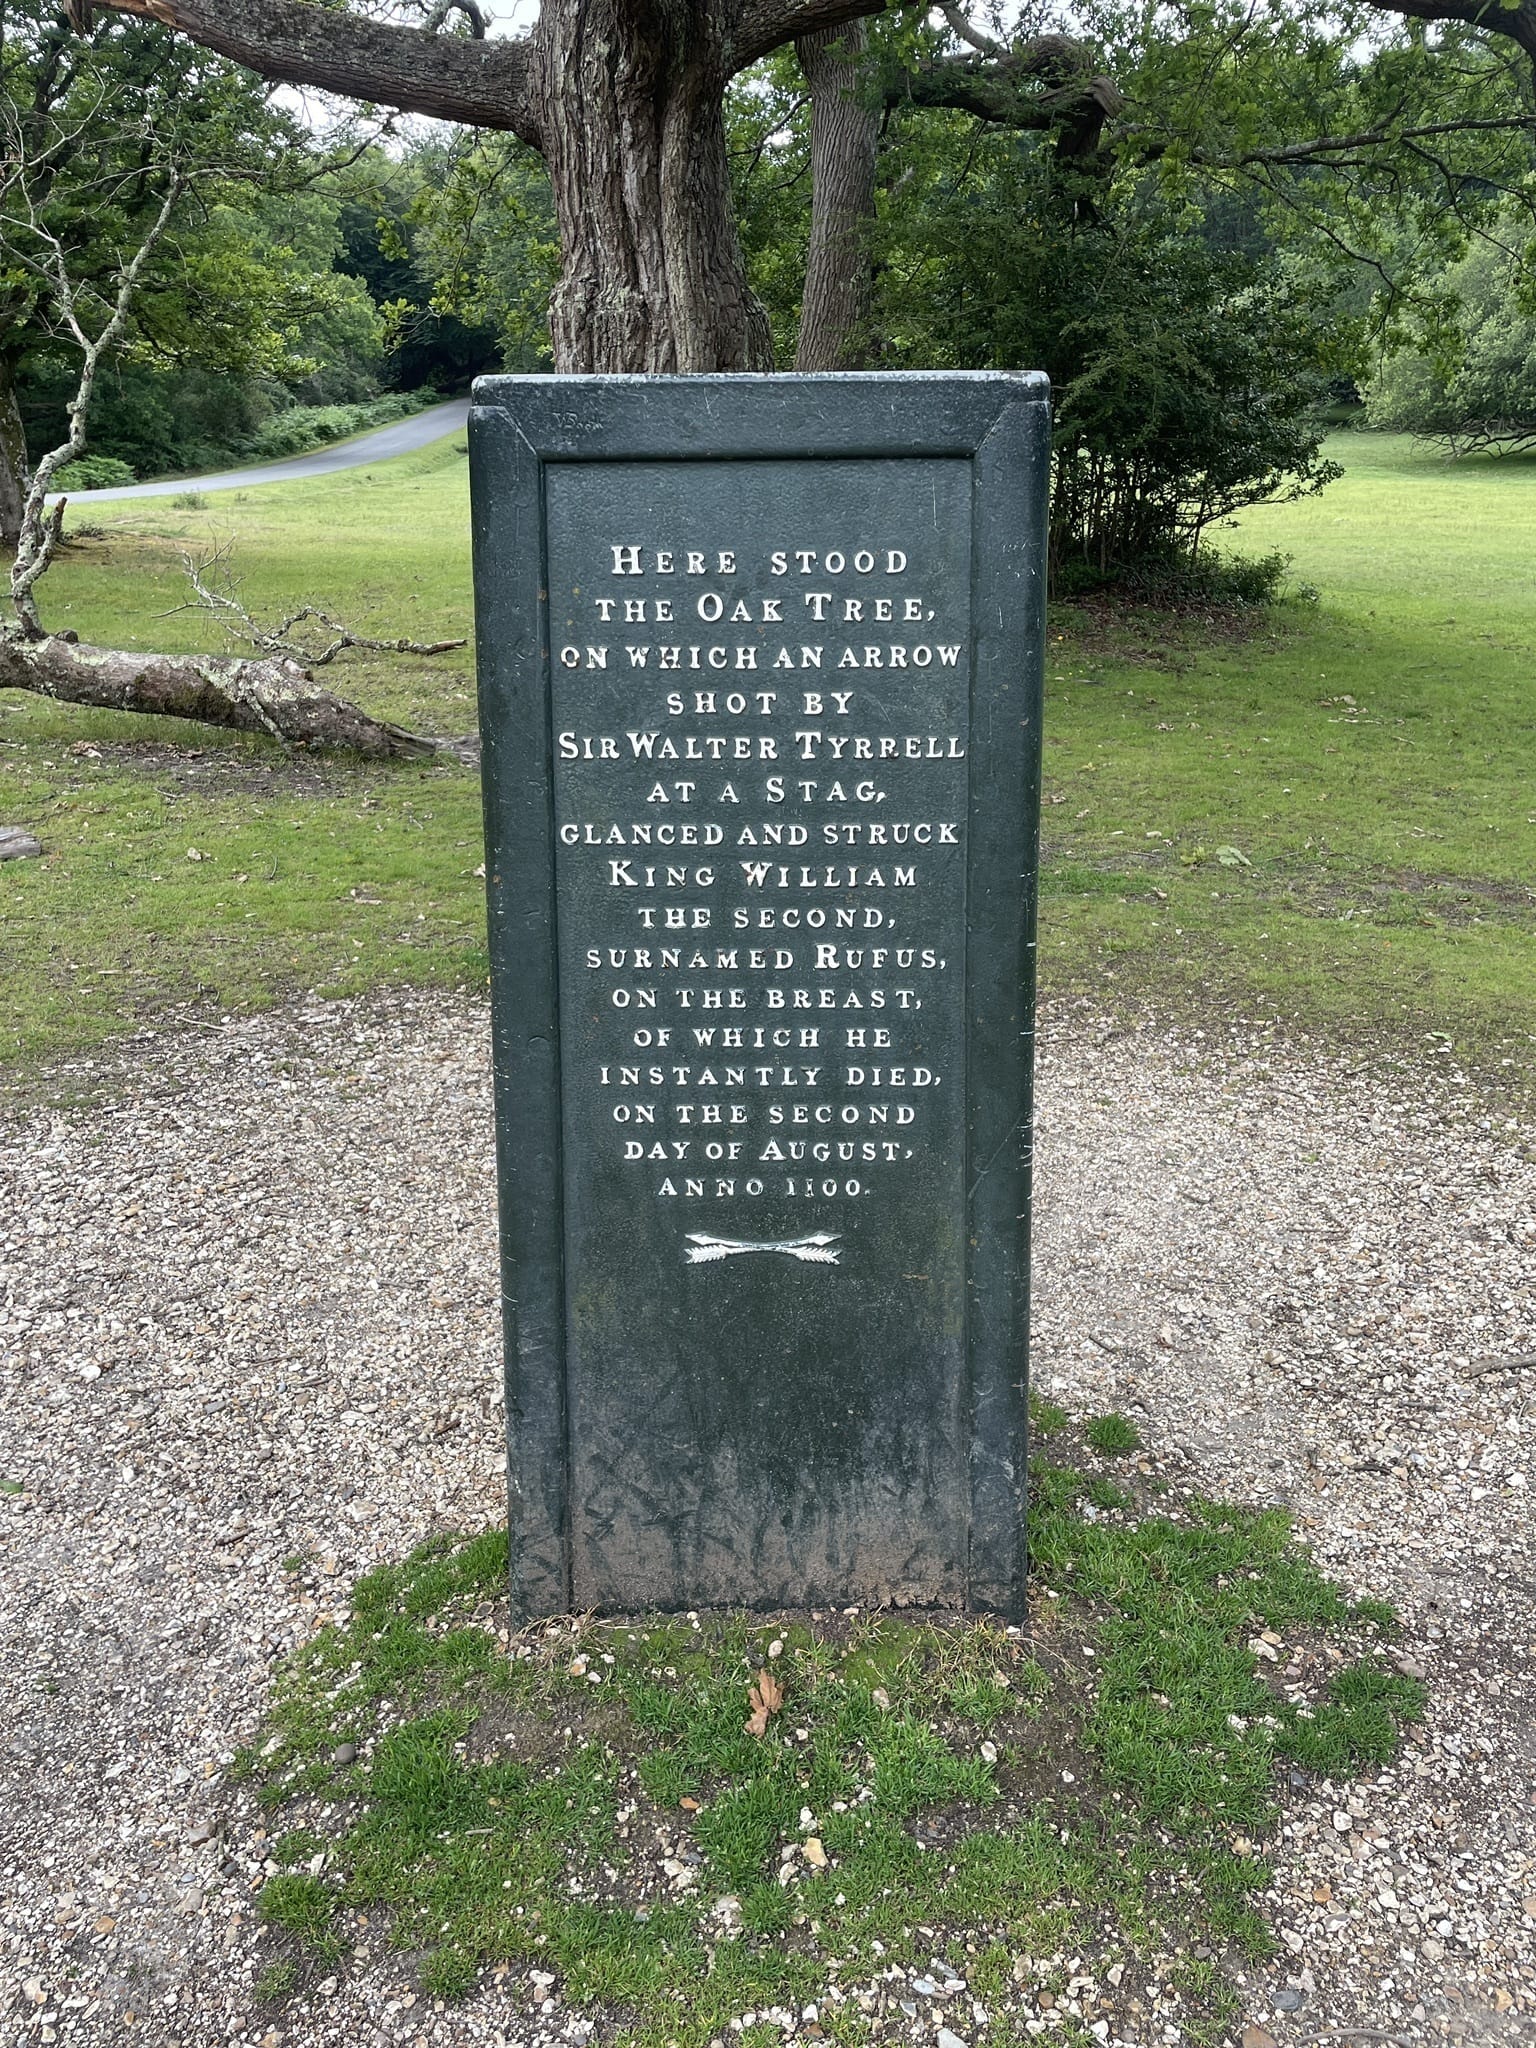 HERE STOOD
THE OAK TREE,
ON WHICH AN ARROW
SHOT BY
SIR WALTER TYRRELL
AT A STAG,
GLANCED AND STRUCK
KING WILLIAM
THE SECOND,
SURNAMED RUFUS,
ON THE BREAST,
OF WHICH HE
INSTANTLY DIED,
ON THE SECOND
DAY OF AUGUST,
ANNO 1100.